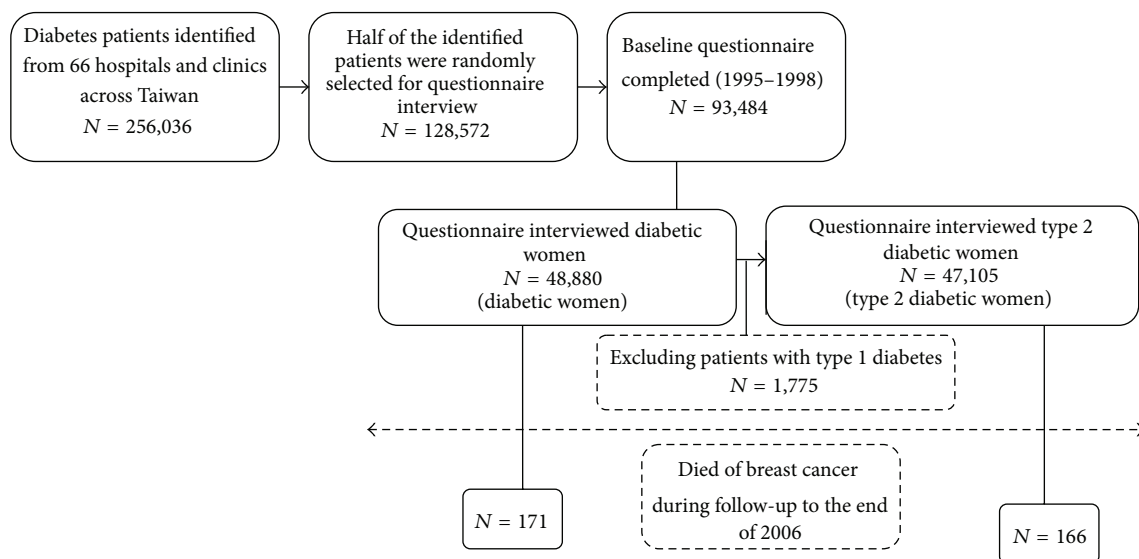 Diabetes patients identified
from 66 hospitals and clinics
across Taiwan
N = 256,036
Half of the identified
patients were randomly
selected for questionnaire
interview
N = 128,572
Baseline questionnaire
completed (1995–1998)
N = 93,484
Questionnaire interviewed diabetic
women
N = 48,880
(diabetic women)
Questionnaire interviewed type 2
diabetic women
N = 47,105
(type 2 diabetic women)
Excluding patients with type 1 diabetes
N = 1,775
Died of breast cancer
during follow-up to the end
of 2006
N = 171
N = 166